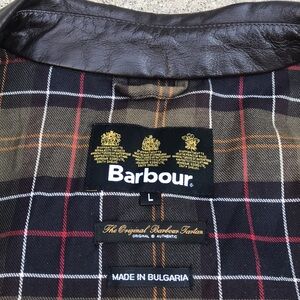 Barbour®
L
The Original Barbour Tartan
ORIGINAL & AUTHENTIC
MADE IN BULGARIA